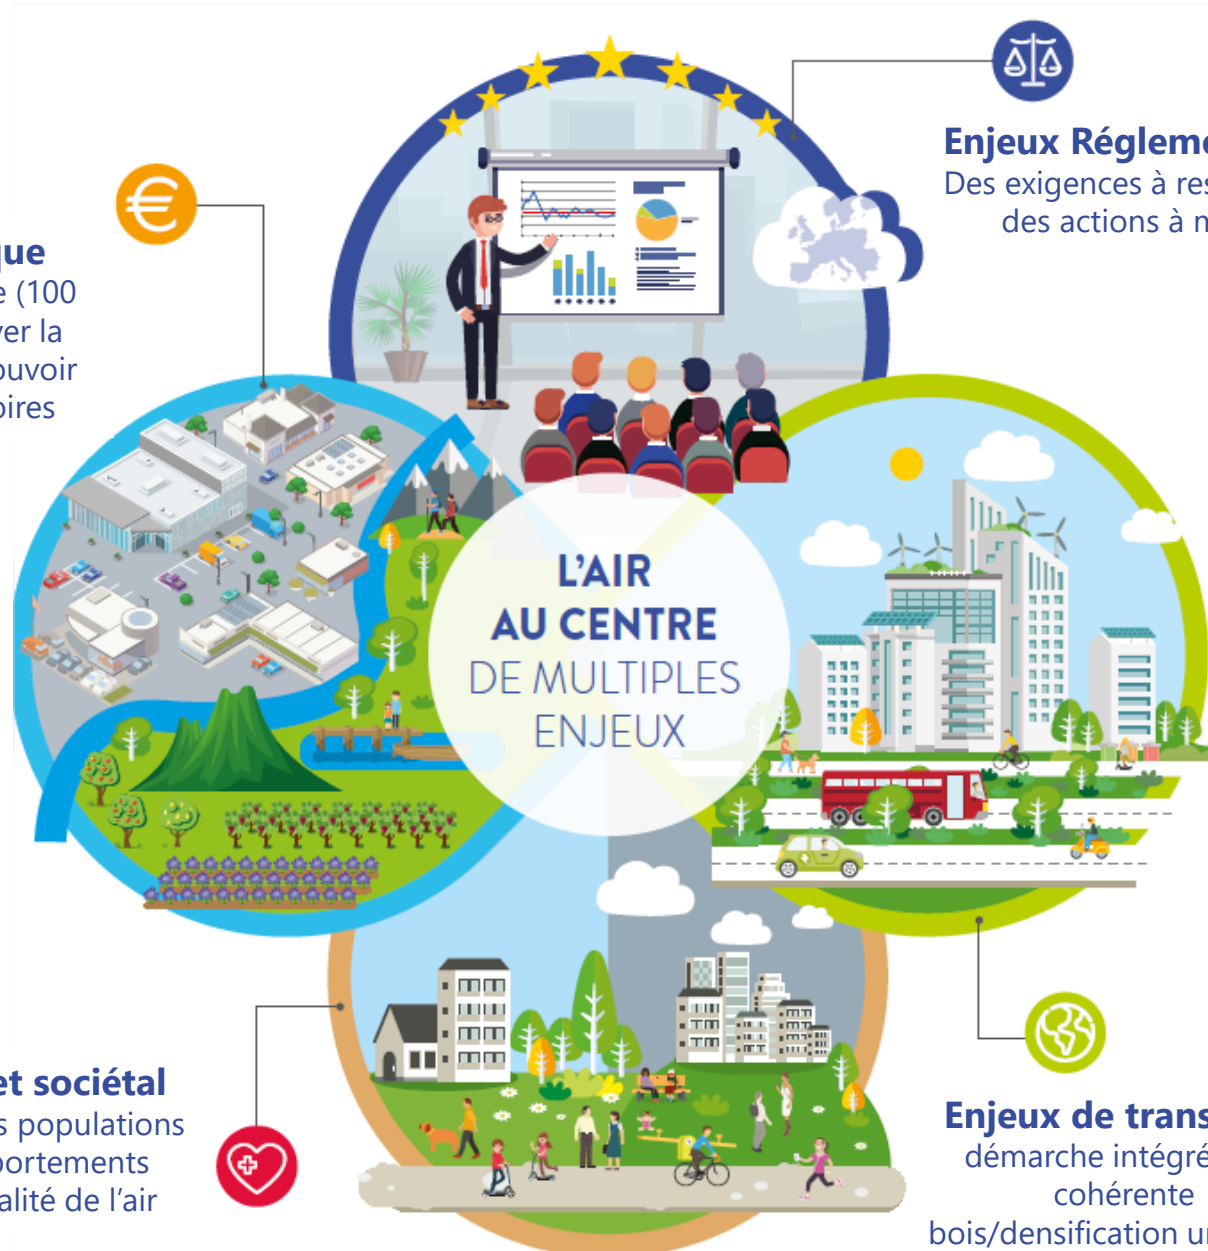 Enjeux Réglem
Des exigences à res
des actions à m
que
e (100
ver la
ouvoir
oires
L'AIR
AU CENTRE
DE MULTIPLES
ENJEUX
et sociétal
s populations
portements
alité de l'air
Enjeux de trans
démarche intégré
cohérente
bois/densification u